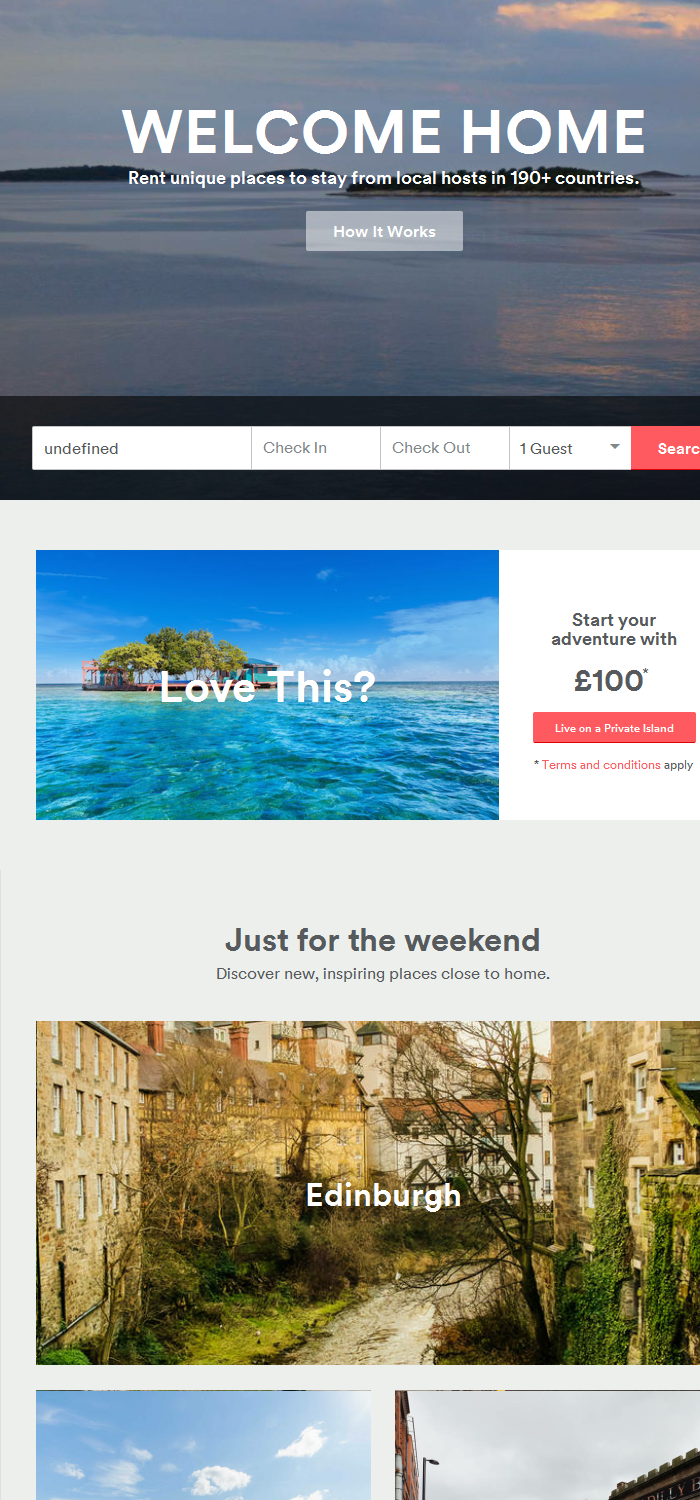 WELCOME HOME
Rent unique places to stay from local hosts in 190+ countries.
How It Works
undefined
Check In
Check Out
1 Guest
Searc
Love This?
Start your
adventure with
£100*
Live on a Private Island
* Terms and conditions apply
Just for the weekend
Discover new, inspiring places close to home.
Edinburgh